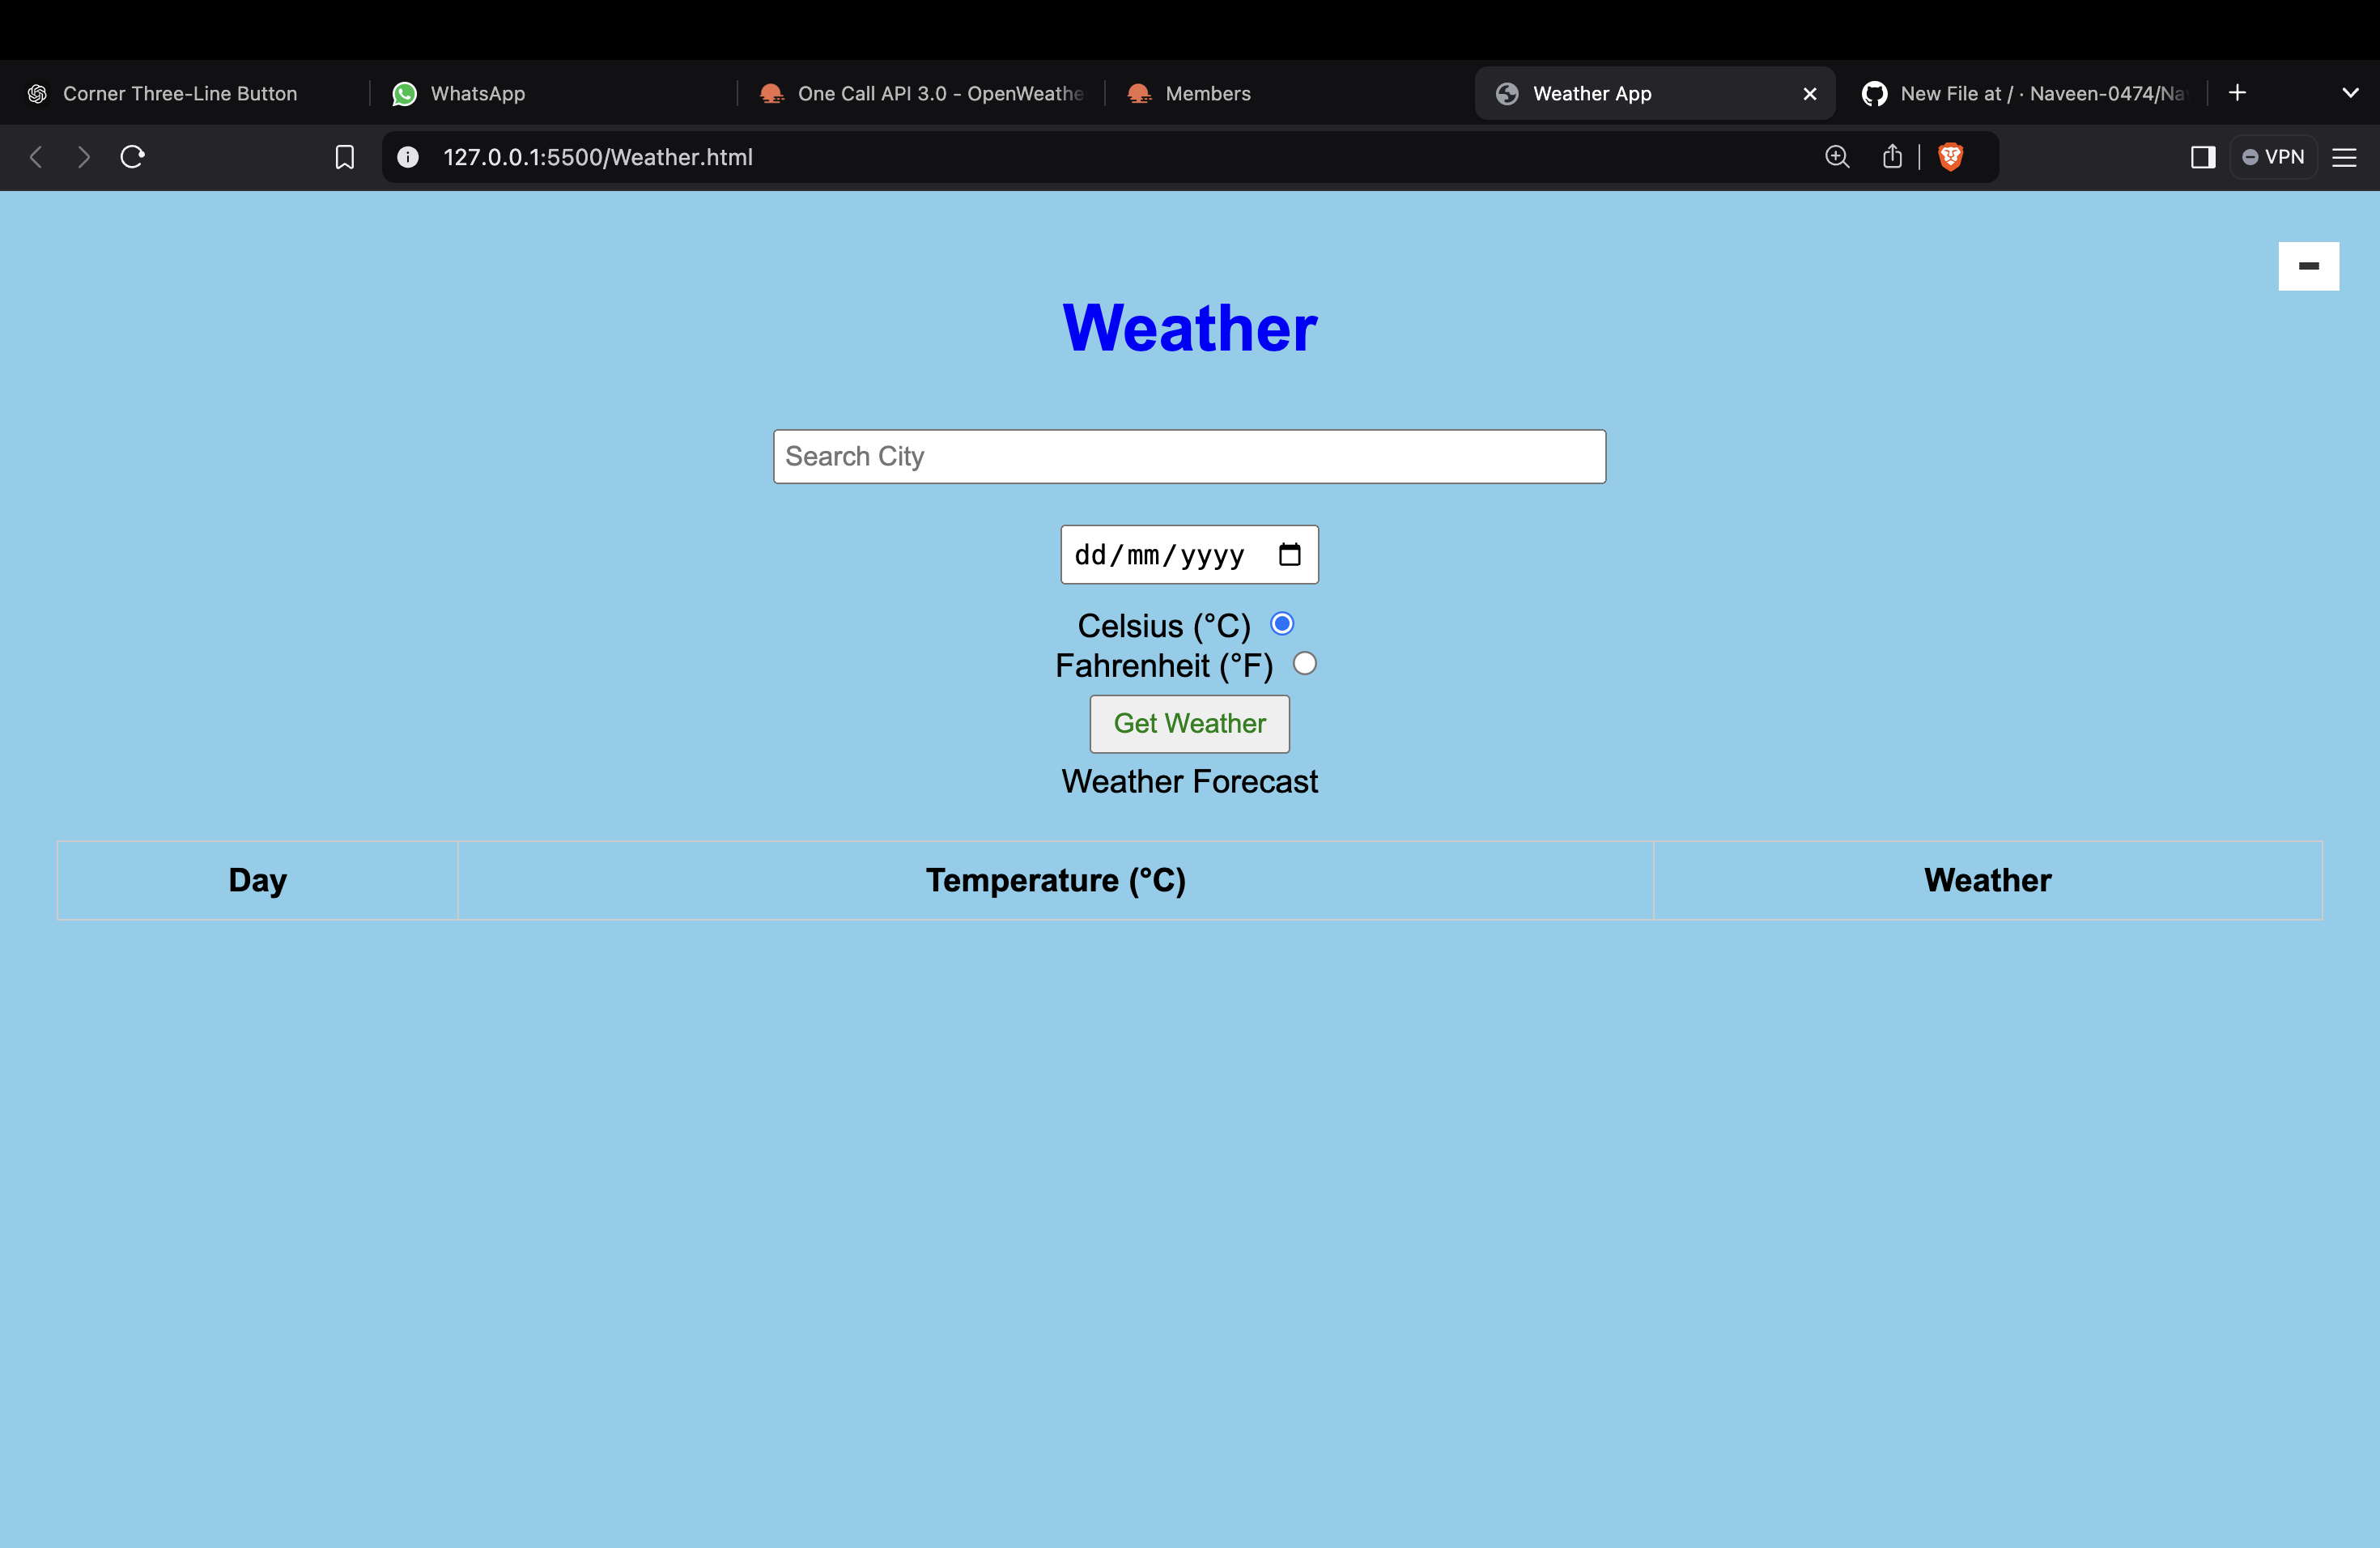 Corner Three-Line Button
WhatsApp
One Call API 3.0 - OpenWeathe
Members
Weather App
New File at / · Naveen-0474/Na
127.0.0.1:5500/Weather.html
VPN
Weather
Search City
dd/mm/yyyy
Celsius (°C)
Fahrenheit (°F)
Get Weather
Weather Forecast
Day Temperature (°C) Weather